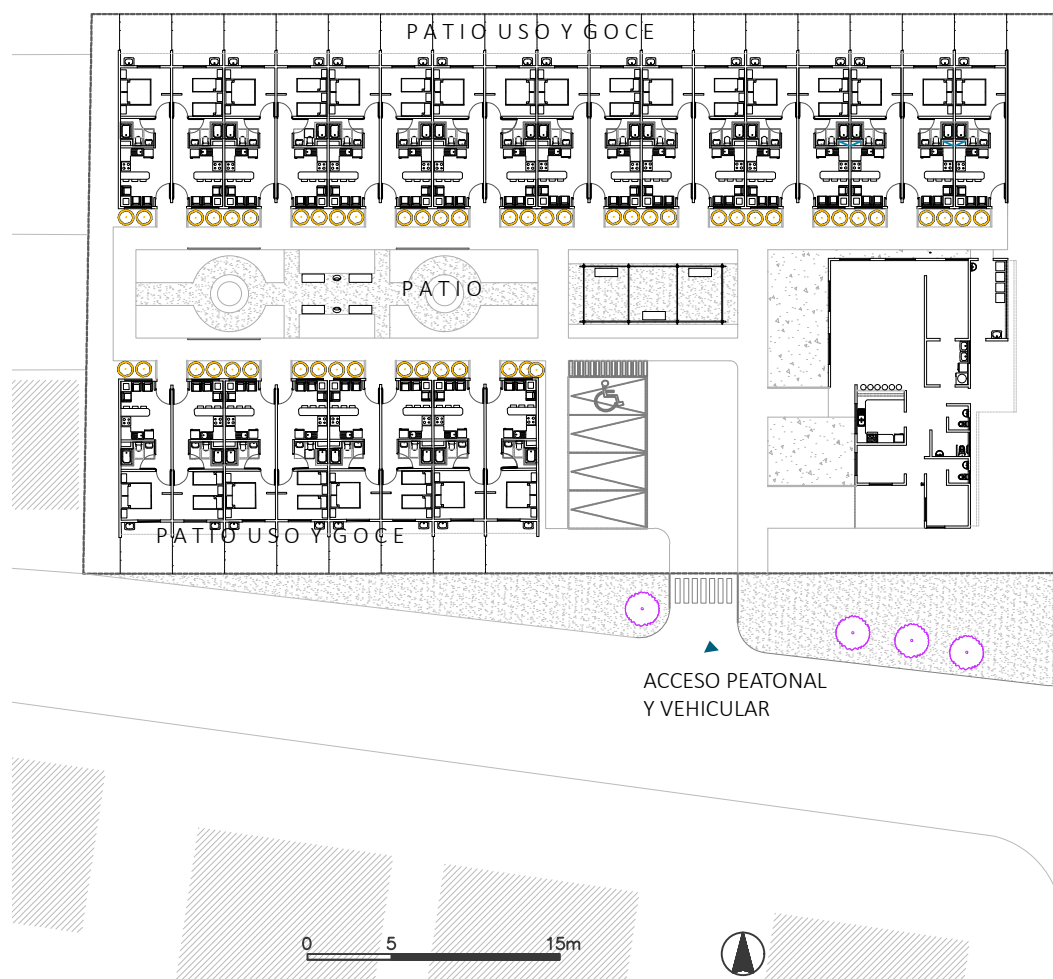 PATIO USO Y GOCE
PATIO
PATIO USO Y GOCE
ACCESO PEATONAL
Y VEHICULAR
0 5 15m